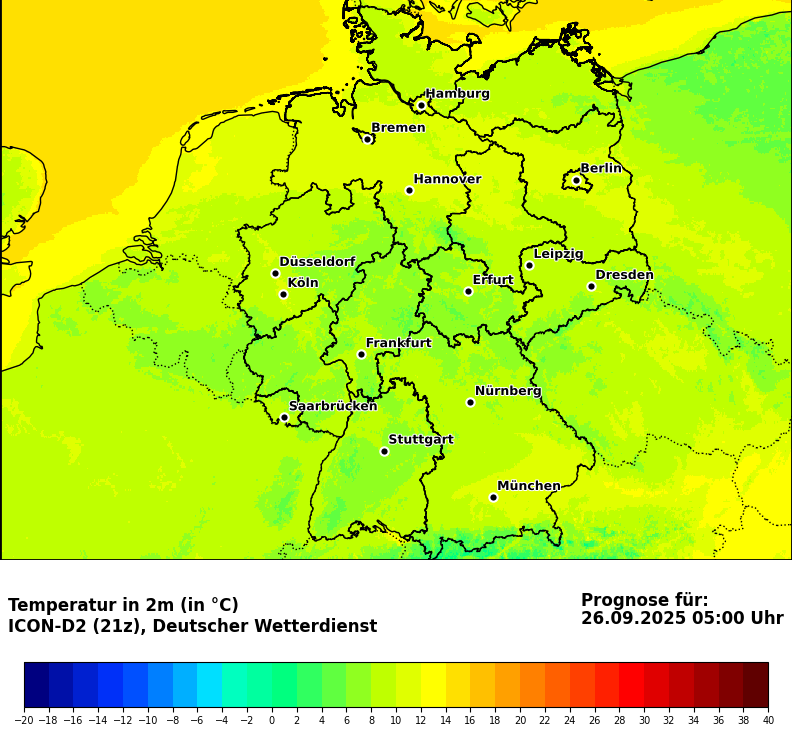 Hamburg
Bremen
Berlin
Hannover
Leipzig
Düsseldorf
Dresden
Köln
Erfurt
Frankfurt
Nürnberg
Saarbrücken
Stuttgart
München
Temperatur in 2m (in °C)
ICON-D2 (21z), Deutscher Wetterdienst
Prognose für:
26.09.2025 05:00 Uhr
−20 −18 −16 −14 −12 −10 −8 −6 −4 −2 0 2 4 6 8 10 12 14 16 18 20 22 24 26 28 30 32 34 36 38 40